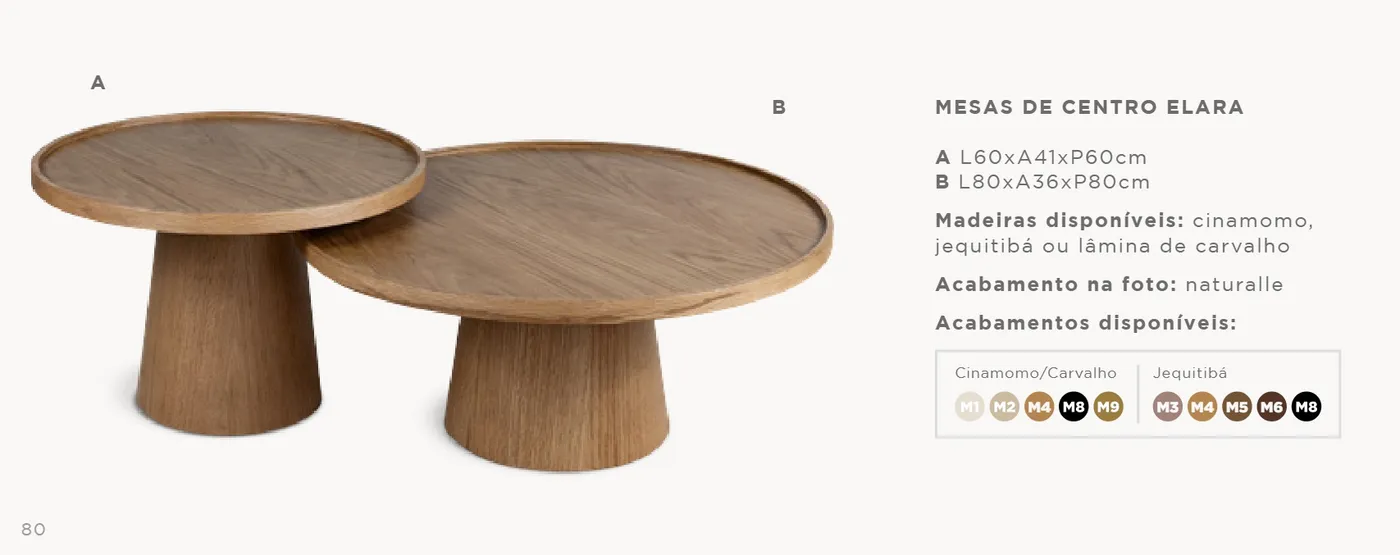 A
B
MESAS DE CENTRO ELARA
A L60xA41xP60cm
B L80xA36xP80cm
Madeiras disponíveis: cinamomo,
jequitibá ou lâmina de carvalho
Acabamento na foto: naturalle
Acabamentos disponíveis:
Cinamomo/Carvalho
M1 M2 M4 M8 M9
Jequitibá
M3 M4 M5 M6 M8
80